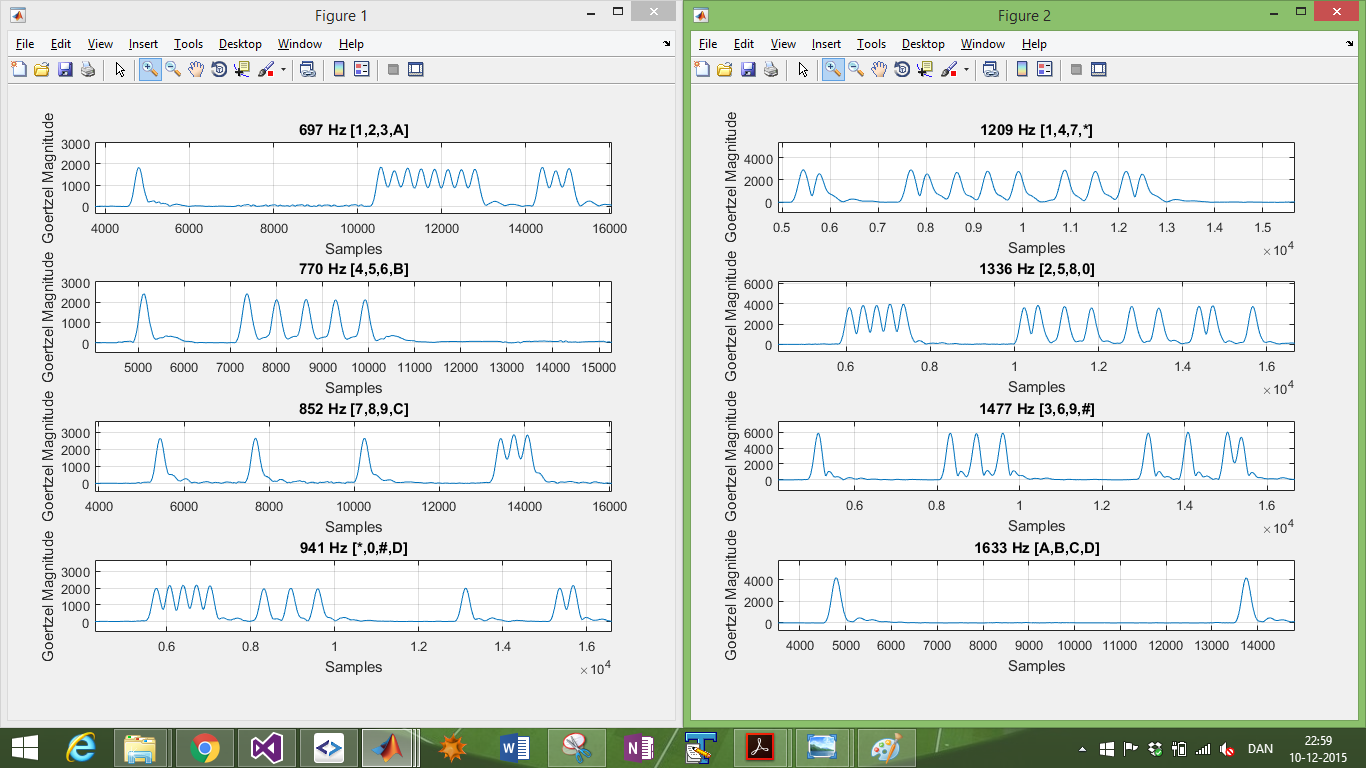 Figure 1
File Edit View Insert Tools Desktop Window Help
697 Hz [1,2,3,A]
Goertzel Magnitude
3000
2000
1000
0
4000 6000 8000 10000 12000 14000 16000
Samples
770 Hz [4,5,6,B]
Goertzel Magnitude
3000
2000
1000
0
5000 6000 7000 8000 9000 10000 11000 12000 13000 14000 15000
Samples
852 Hz [7,8,9,C]
Goertzel Magnitude
3000
2000
1000
0
4000 6000 8000 10000 12000 14000 16000
Samples
941 Hz [*,0,#,D]
Goertzel Magnitude
3000
2000
1000
0
0.6 0.8 1 1.2 1.4 1.6
Samples
×10^4
Figure 2
File Edit View Insert Tools Desktop Window Help
1209 Hz [1,4,7,*]
Goertzel Magnitude
4000
2000
0
0.5 0.6 0.7 0.8 0.9 1 1.1 1.2 1.3 1.4 1.5
Samples
×10^4
1336 Hz [2,5,8,0]
Goertzel Magnitude
6000
4000
2000
0
0.6 0.8 1 1.2 1.4 1.6
Samples
×10^4
1477 Hz [3,6,9,#]
Goertzel Magnitude
6000
4000
2000
0
0.6 0.8 1 1.2 1.4 1.6
Samples
×10^4
1633 Hz [A,B,C,D]
Goertzel Magnitude
4000
2000
0
4000 5000 6000 7000 8000 9000 10000 11000 12000 13000 14000
Samples
DAN
22:59
10-12-2015